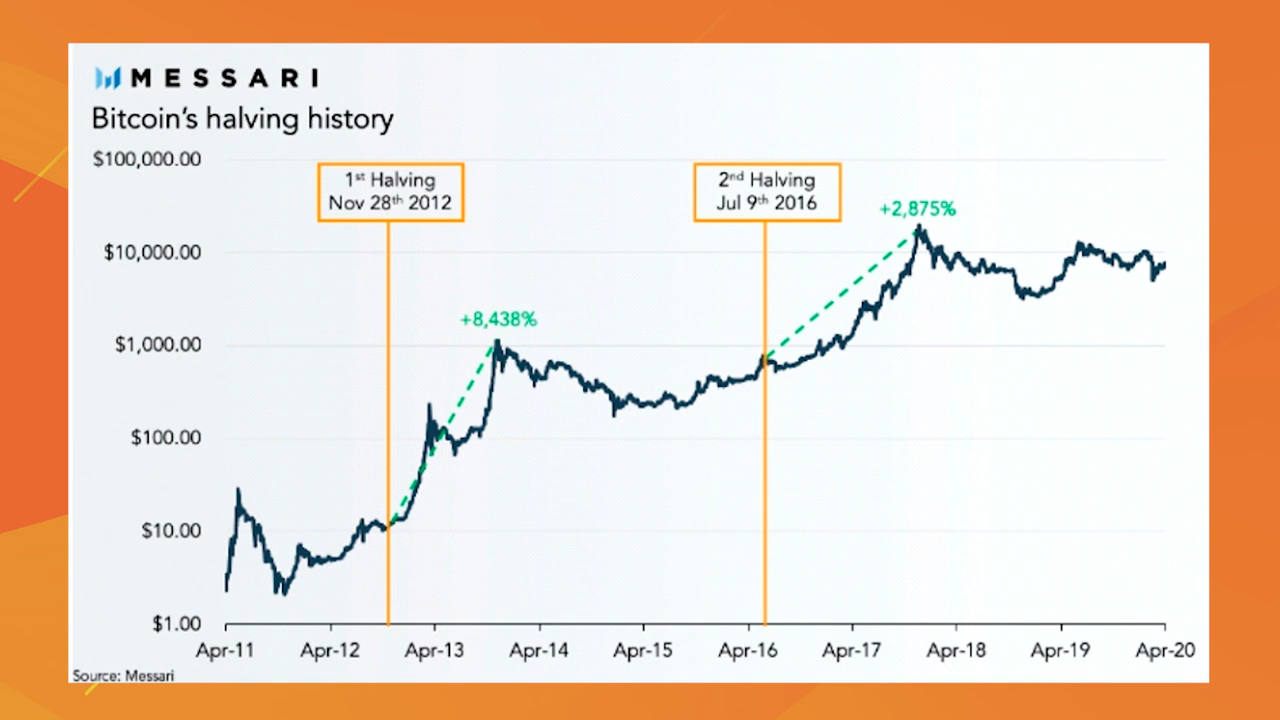 MESSARI
Bitcoin's halving history
$100,000.00
$10,000.00
$1,000.00
$100.00
$10.00
$1.00
1st Halving
Nov 28th 2012
2nd Halving
Jul 9th 2016
+8,438%
+2,875%
Apr-11 Apr-12 Apr-13 Apr-14 Apr-15 Apr-16 Apr-17 Apr-18 Apr-19 Apr-20
Source: Messari